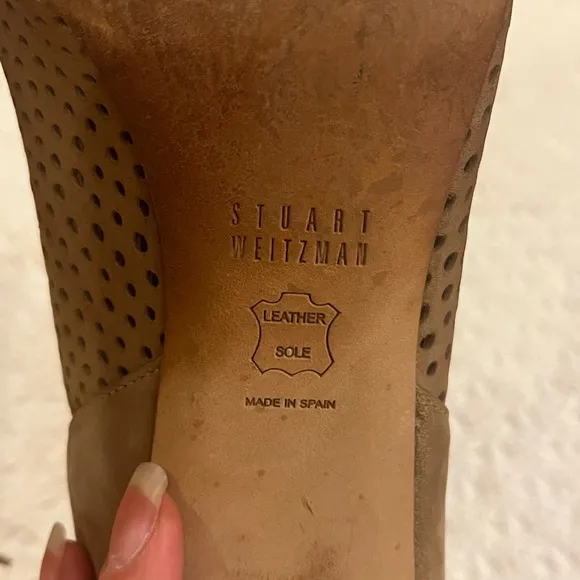 STUART
WEITZMAN
LEATHER
SOLE
MADE IN SPAIN